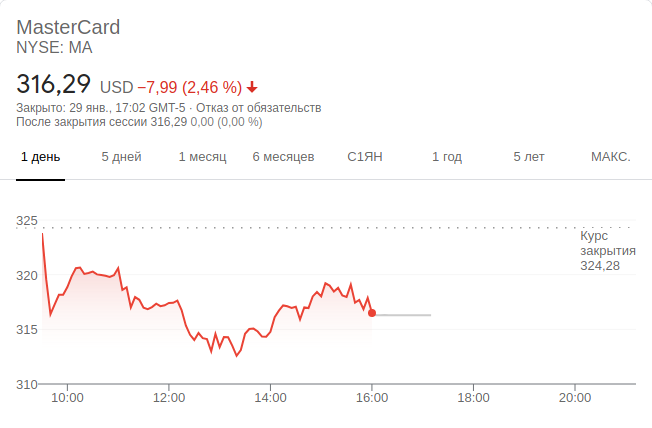 MasterCard
NYSE: MA
316,29 USD −7,99 (2,46 %)
Закрыто: 29 янв., 17:02 GMT-5 · Отказ от обязательств
После закрытия сессии 316,29 0,00 (0,00 %)
1 день 5 дней 1 месяц 6 месяцев С1ЯН 1 год 5 лет МАКС.
325
Курс
закрытия
324,28
320
315
310
10:00 12:00 14:00 16:00 18:00 20:00